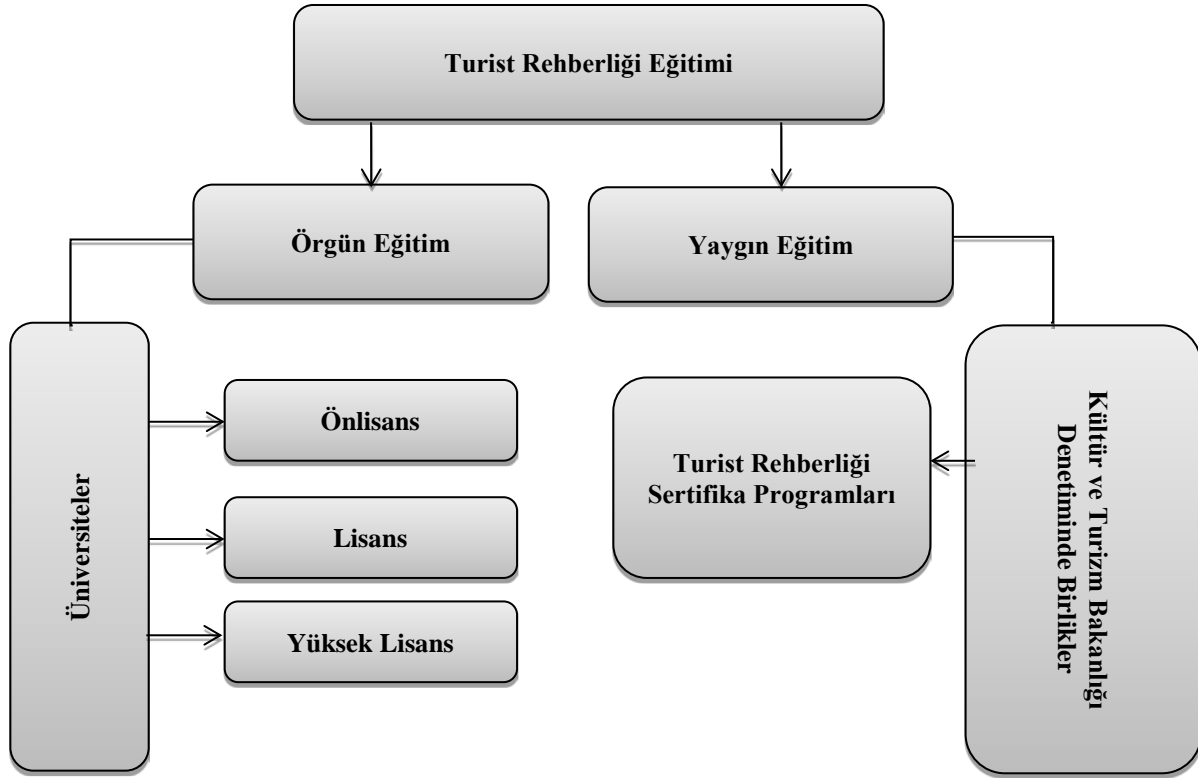 Turist Rehberliği Eğitimi
Örgün Eğitim
Yaygın Eğitim
Üniversiteler
Önlisans
Lisans
Yüksek Lisans
Turist Rehberliği
Sertifika Programları
Kültür ve Turizm Bakanlığı
Denetiminde Birlikler